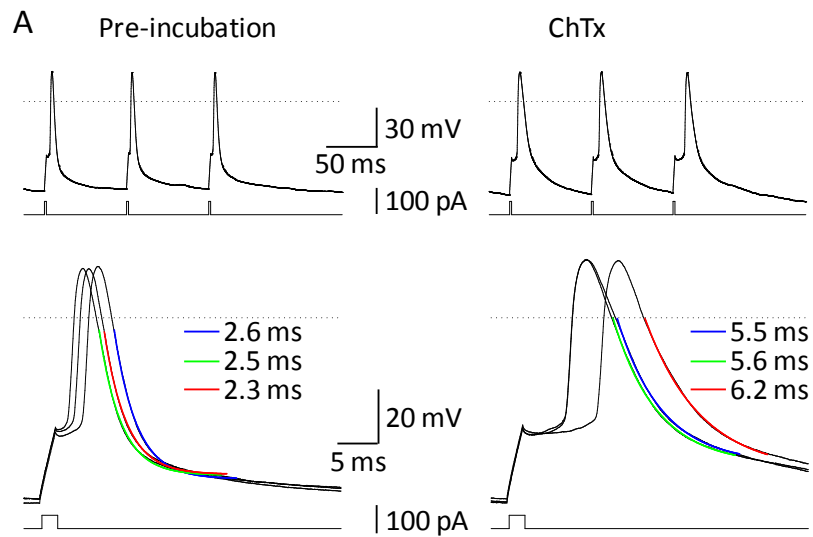 A
Pre-incubation
ChTx
30 mV
50 ms
100 pA
2.6 ms
2.5 ms
2.3 ms
20 mV
5 ms
100 pA
5.5 ms
5.6 ms
6.2 ms